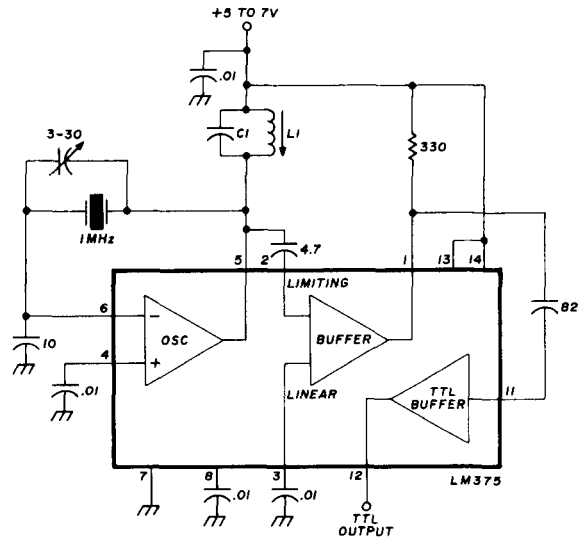 +5 TO 7V
.01
3-30
C1
L1
330
1MHz
4.7
5
2
1
13
14
LIMITING
6
82
OSC
BUFFER
10
4
.01
LINEAR
TTL
BUFFER
11
7
8
.01
3
.01
12
LM375
TTL
OUTPUT